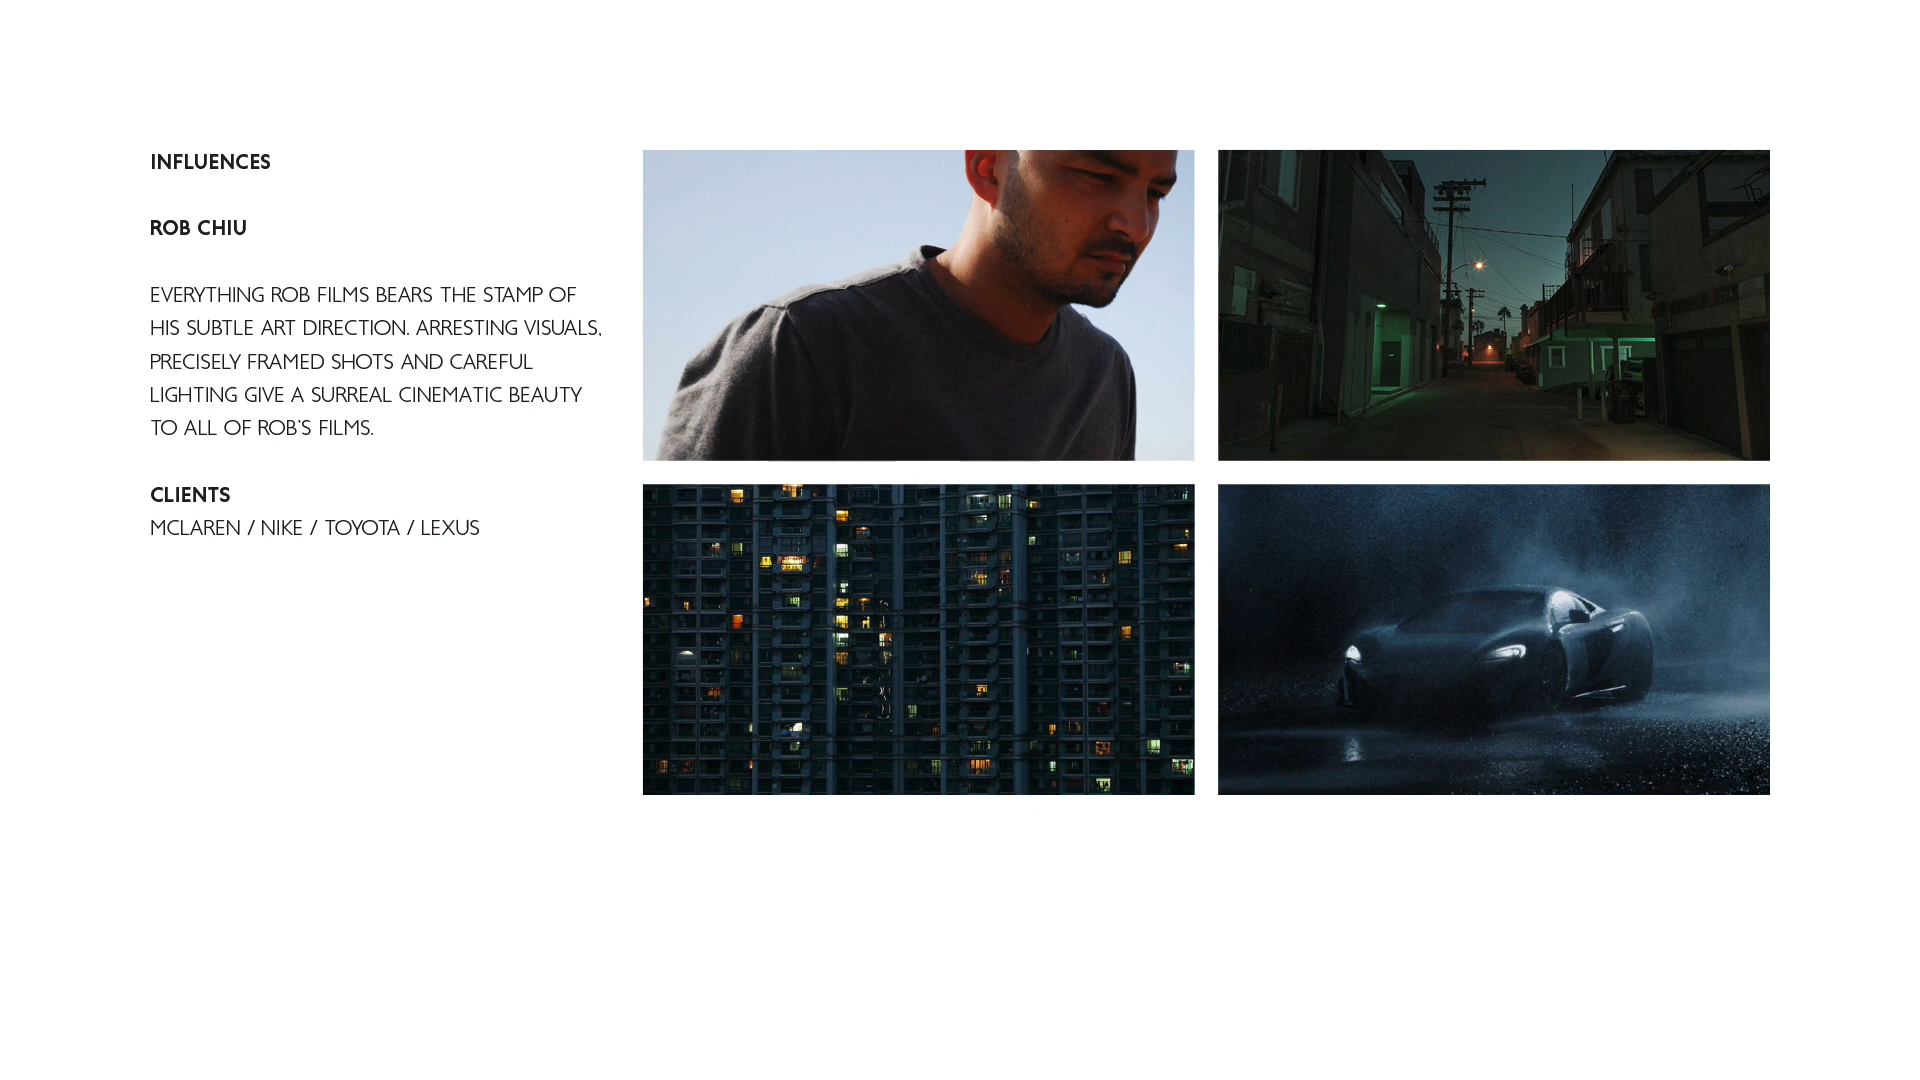 INFLUENCES
ROB CHIU
EVERYTHING ROB FILMS BEARS THE STAMP OF
HIS SUBTLE ART DIRECTION. ARRESTING VISUALS,
PRECISELY FRAMED SHOTS AND CAREFUL
LIGHTING GIVE A SURREAL CINEMATIC BEAUTY
TO ALL OF ROB'S FILMS.
CLIENTS
MCLAREN / NIKE / TOYOTA / LEXUS